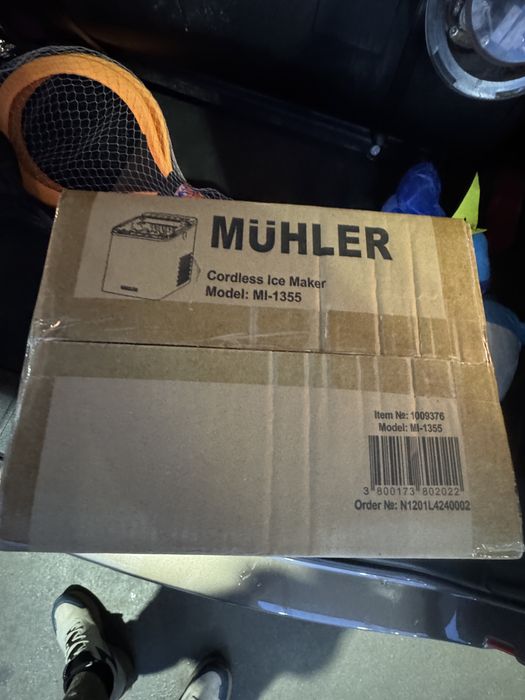 MÜHLER
Cordless Ice Maker
Model: MI-1355
MUHLER
Item №: 1009376
Model: MI-1355
3 800173 802022
Order №: N1201L4240002